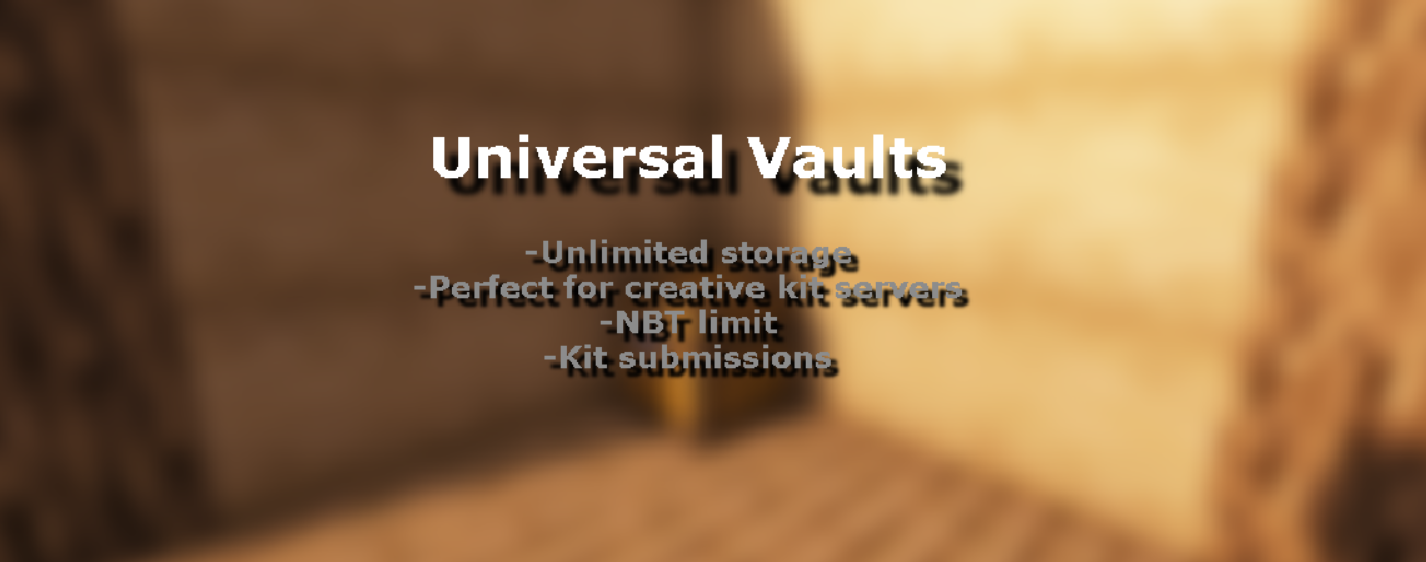 Universal Vaults
-Unlimited storage
-Perfect for creative kit servers
-NBT limit
-Kit submissions